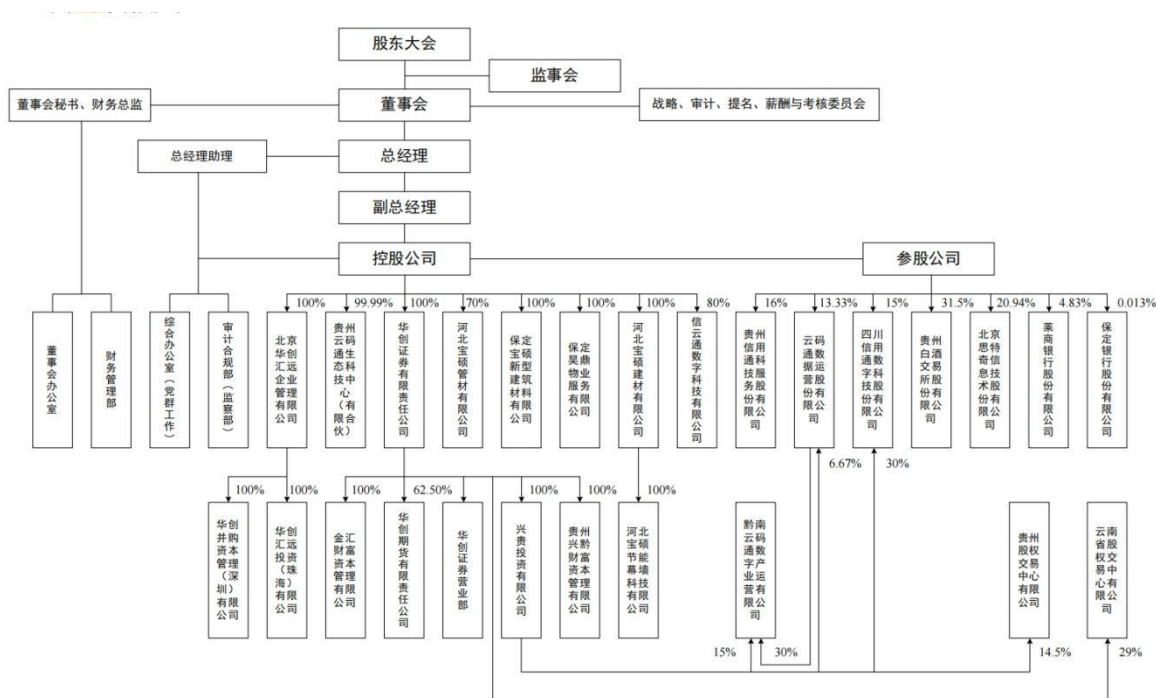 股东大会
监事会
董事会秘书、财务总监
董事会
战略、审计、提名、薪酬与考核委员会
总经理助理
总经理
副总经理
控股公司
参股公司
100%
99.99%
100%
70%
100%
100%
100%
80%
16%
13.33%
15%
31.5%
20.94%
4.83%
0.013%
董事会办公室
财务管理部
综合办公室（党群工作）
审计合规部（监察部）
北京华创汇远企业管理有限公司
贵州云码通生态科技中心（有限合伙）
华创证券有限责任公司
河北宝硕管材有限公司
保定宝硕新型建筑材料有限公司
保定昊鼎物业服务有限公司
河北宝硕建材有限公司
信云通数字科技有限公司
贵州信用通科技服务股份有限公司
云码通数据运营股份有限公司
四川信用通数字科技股份有限公司
贵州白酒交易所股份有限公司
北京思特奇信息技术股份有限公司
莱商银行股份有限公司
保定银行股份有限公司
6.67%
30%
100%
100%
100%
62.50%
100%
100%
100%
华创并购资本管理（深圳）有限公司
华创汇远投资（珠海）有限公司
金汇财富资本管理有限公司
华创期货有限责任公司
华创证券营业部
兴贵投资有限公司
贵州兴黔财富资本管理有限公司
河北宝硕节能幕墙科技有限公司
黔南云码通数字产业运营有限公司
贵州股权交易中心有限公司
云南省股权交易中心有限公司
15%
30%
14.5%
29%